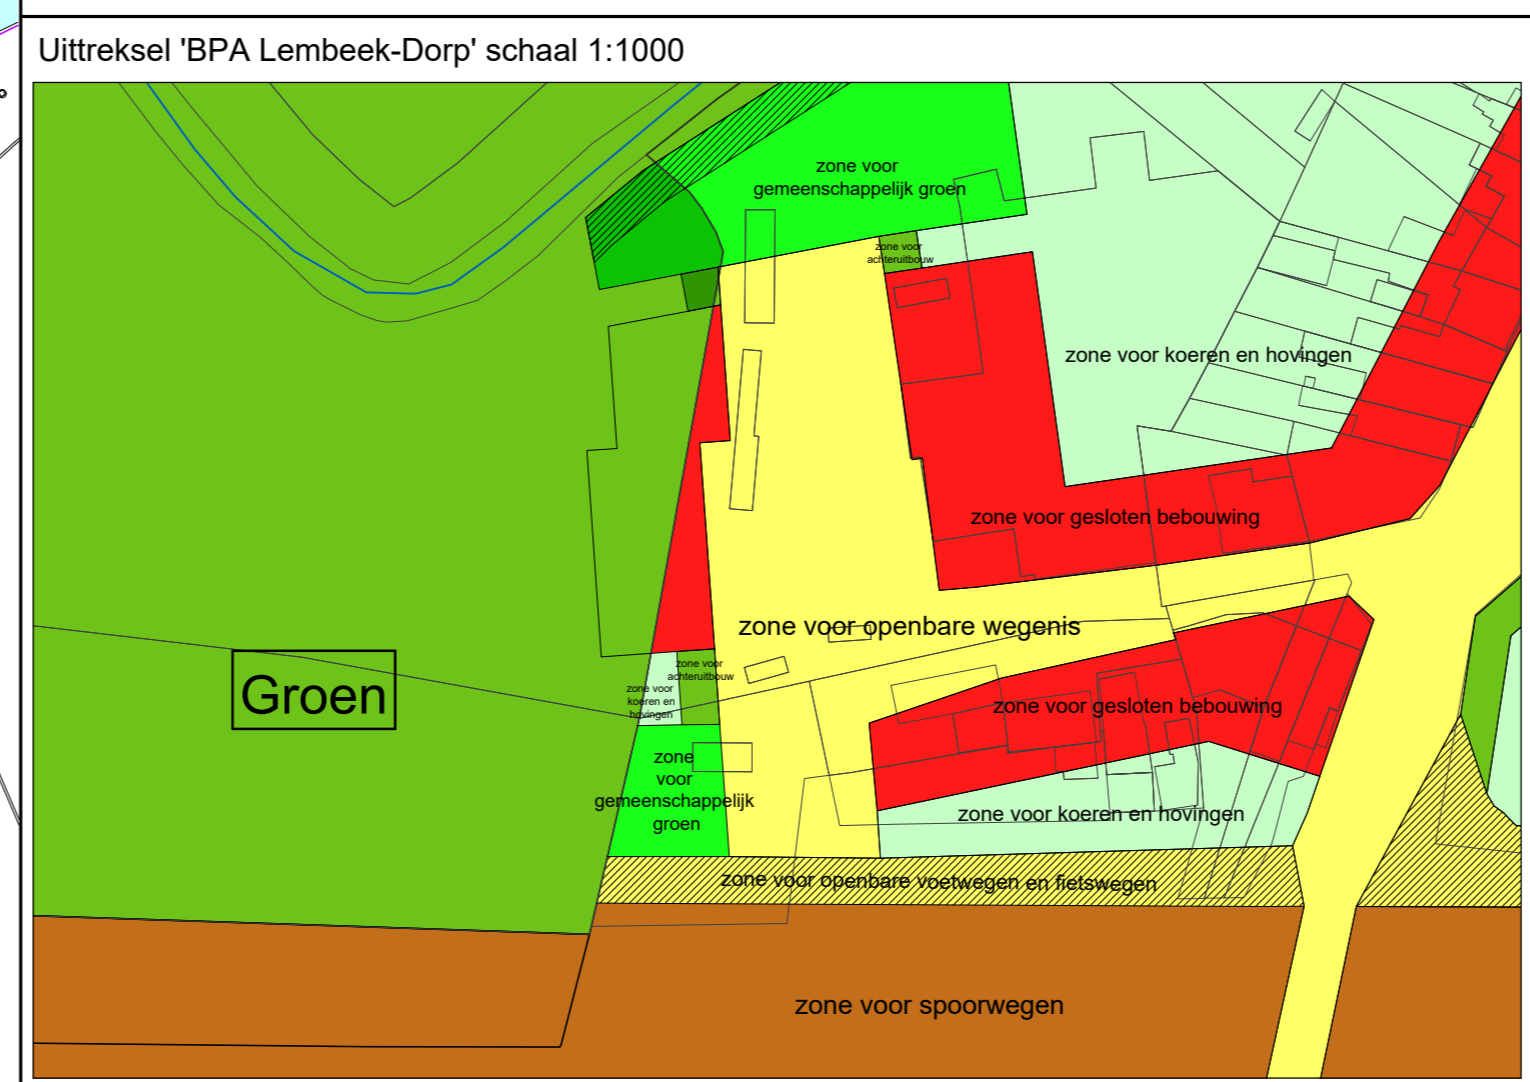 Uittreksel 'BPA Lembeek-Dorp' schaal 1:1000
zone voor
gemeenschappelijk groen
zone voor
achteruitbouw
zone voor koeren en hovingen
zone voor gesloten bebouwing
zone voor openbare wegenis
zone voor
achteruitbouw
zone voor
koeren en
hovingen
Groen
zone voor gesloten bebouwing
zone
voor
gemeenschappelijk
groen
zone voor koeren en hovingen
zone voor openbare voetwegen en fietswegen
zone voor spoorwegen